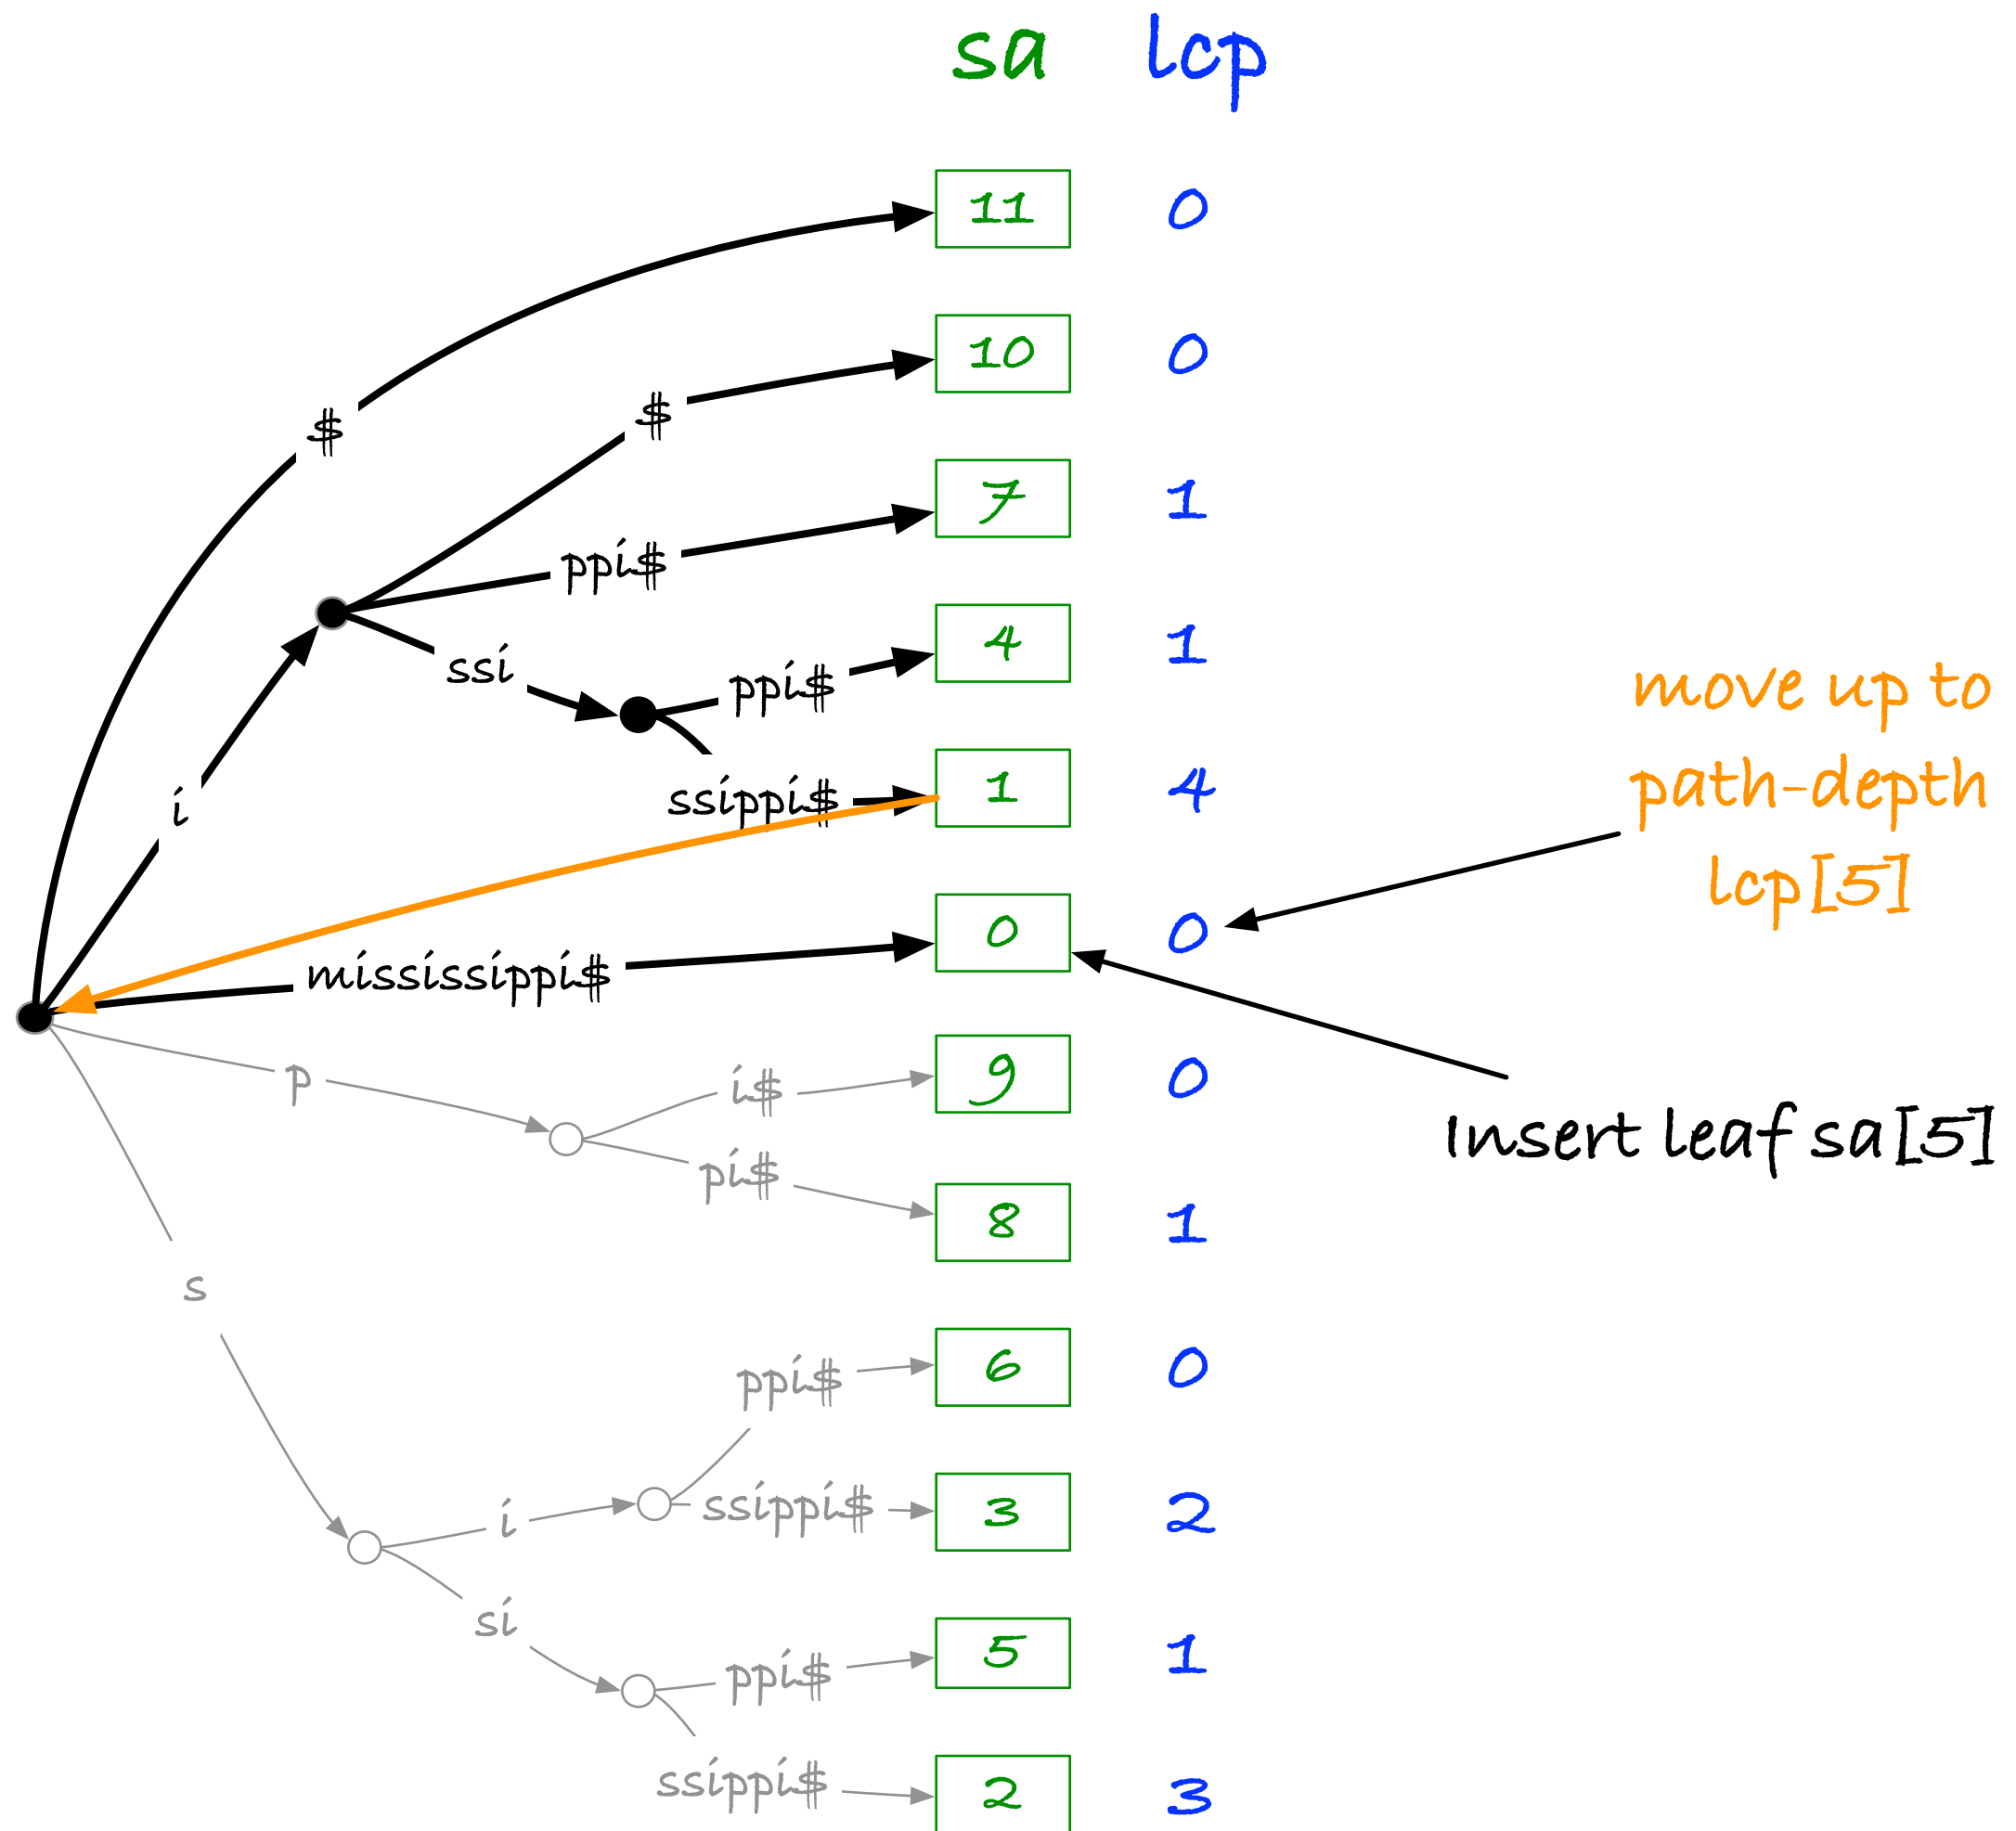 sa lcp
11 0
$
10 0
$
7 1
ppi$
4 1
ssi
ppi$
move up to
path-depth
lcp[5]
1 4
i
ssippi$
0 0
mississippi$
9 0
p
i$
Insert leaf sa[5]
pi$
8 1
s
6 0
ppi$
3 2
i
ssippi$
si
5 1
ppi$
ssippi$
2 3